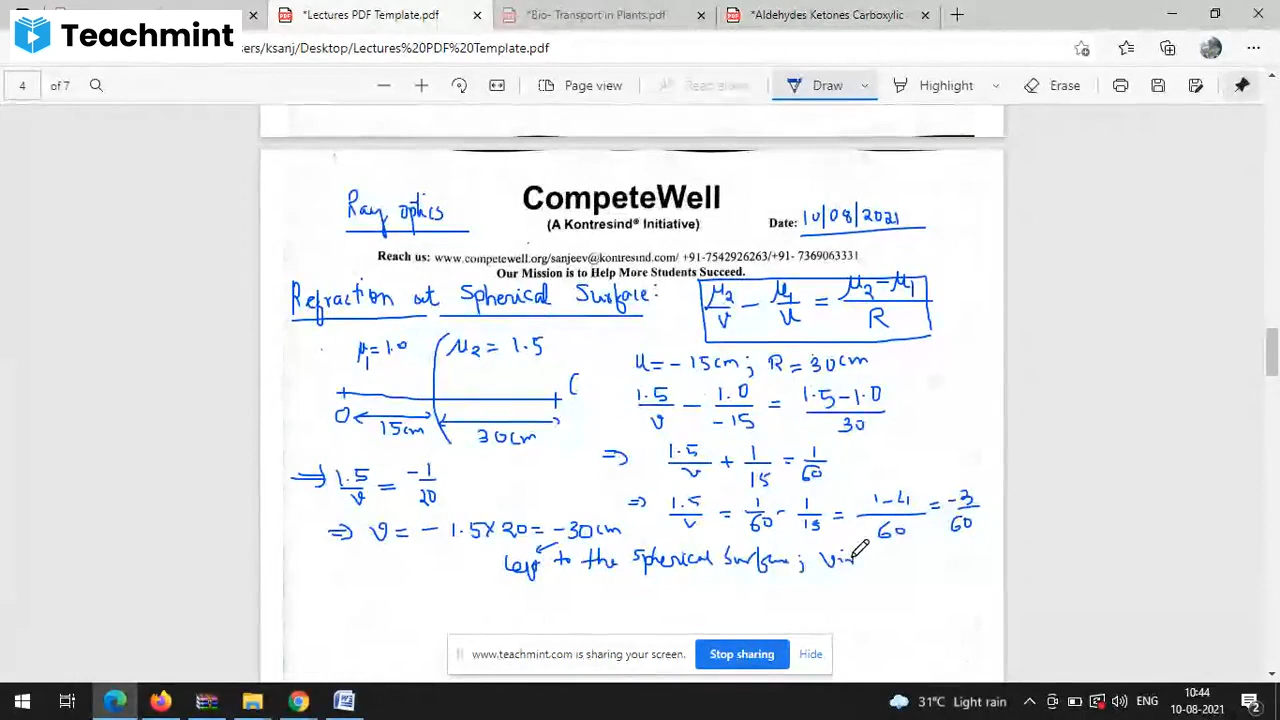 *Lectures PDF Template.pdf
*Bio- Transport in Plants.pdf
*Aldehydes Ketones Carboxylic
Teachmint
ers/ksanj/Desktop/Lectures%20PDF%20Template.pdf
4 of 7
Page view
Read aloud
Draw
Highlight
Erase
Ray optics
CompeteWell
(A Kontresind® Initiative)
Date: 10/08/2021
Reach us: www.competewell.org/sanjeev@kontresind.com/ +91-7542926263/+91- 7369063331
Our Mission is to Help More Students Succeed.
Refraction at Spherical Surface:
μ2/v - μ1/u = μ2-μ1/R
μ1=1.0
μ2=1.5
O
C
15cm
30cm
u=-15cm; R=30cm
1.5/v - 1.0/-15 = 1.5-1.0/30
⇒ 1.5/v + 1/15 = 1/60
⇒ 1.5/v = 1/60 - 1/15 = 1-4/60 = -3/60
⇒ 1.5/v = -1/20
⇒ v = -1.5×20 = -30cm
left to the spherical surface; vi
www.teachmint.com is sharing your screen.
Stop sharing
Hide
31°C Light rain
ENG
10:44
10-08-2021
2